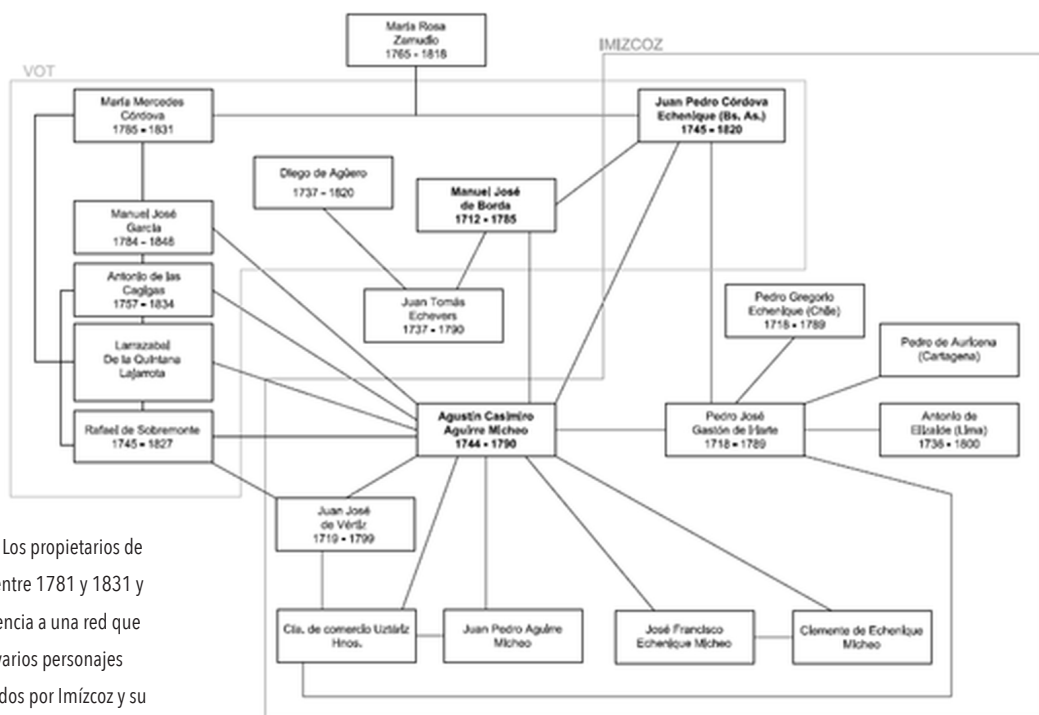 María Rosa
Zamudio
1765 - 1818
IMIZCOZ
VOT
María Mercedes
Córdova
1785 - 1831
Juan Pedro Córdova
Echenique (Bs. As.)
1745 - 1820
Diego de Agüero
1737 - 1820
Manuel José
de Borda
1712 - 1785
Manuel José
García
1784 - 1848
Antonio de las
Cagigas
1757 - 1834
Juan Tomás
Echevers
1737 - 1790
Pedro Gregorio
Echenique (Chile)
1718 - 1789
Larrazabal
De la Quintana
Lajarrota
Pedro de Auricena
(Cartagena)
Rafael de Sobremonte
1745 - 1827
Agustín Casimiro
Aguirre Micheo
1744 - 1790
Pedro José
Gastón de Iriarte
1718 - 1789
Antonio de
Elizalde (Lima)
1736 - 1800
Juan José
de Vértiz
1719 - 1799
Los propietarios de
entre 1781 y 1831 y
encia a una red que
varios personajes
dos por Imízcoz y su
Cía. de comercio Uztáriz
Hnos.
Juan Pedro Aguirre
Micheo
José Francisco
Echenique Micheo
Clemente de Echenique
Micheo